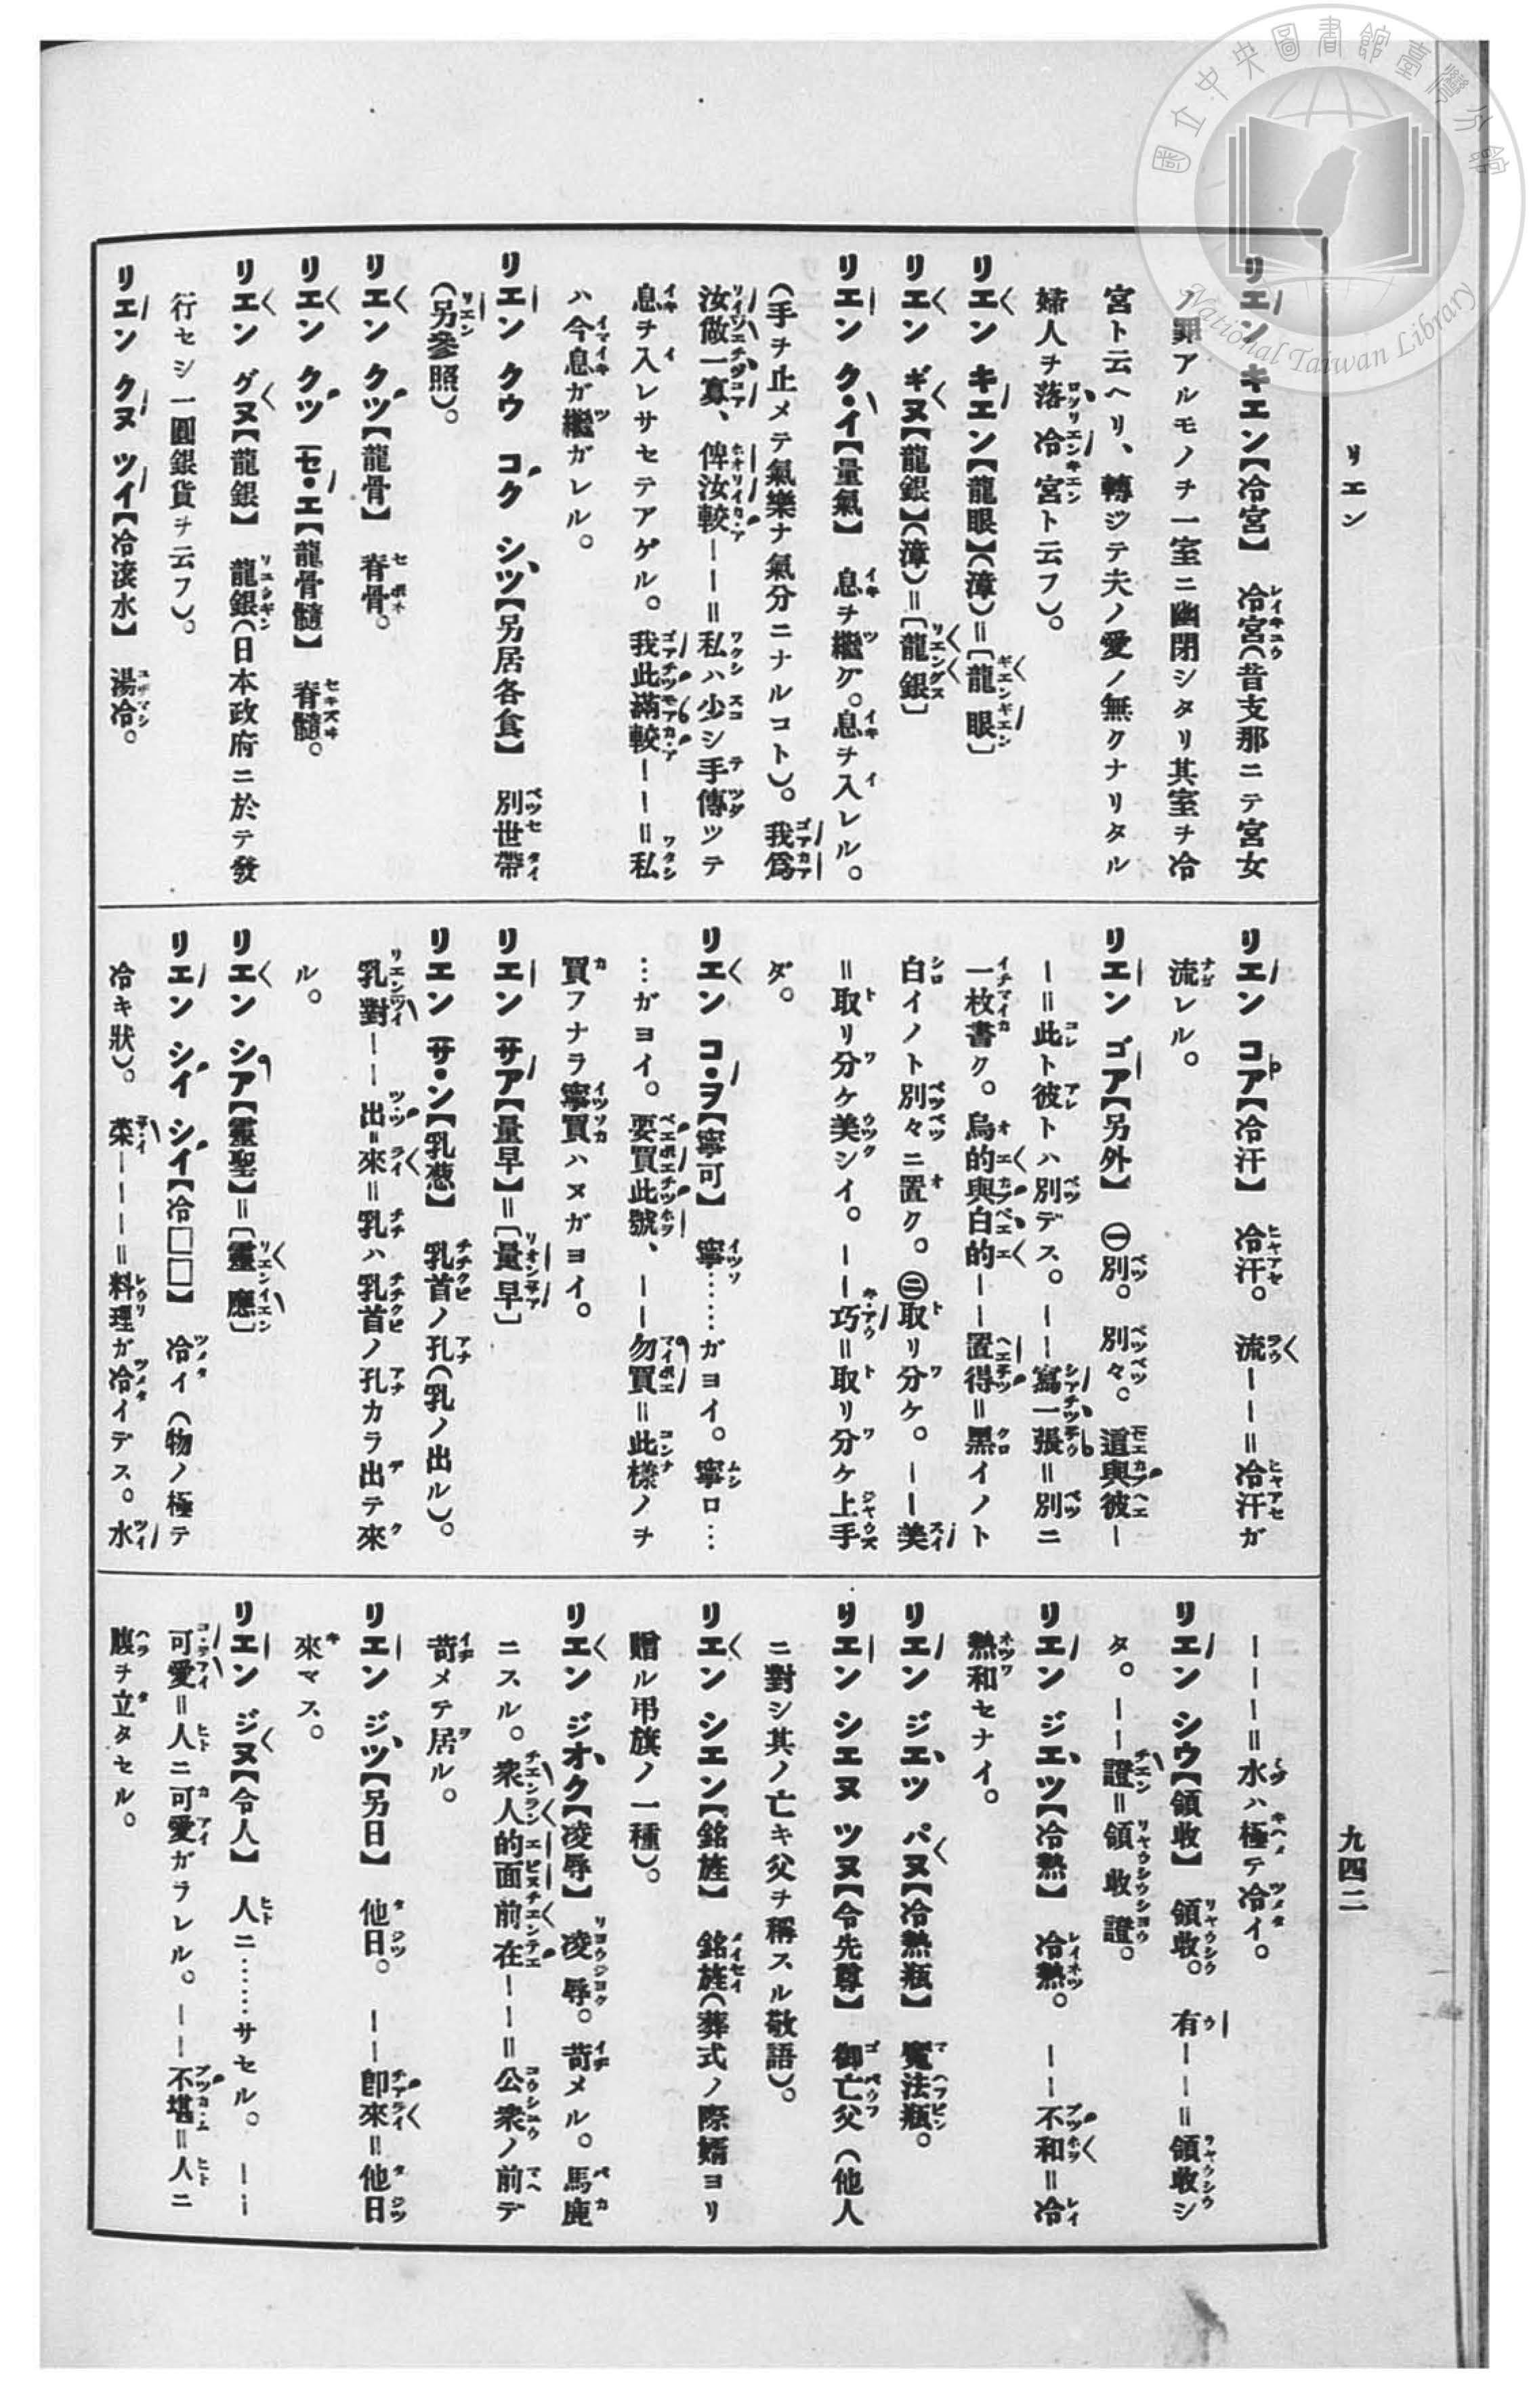 國立中央圖書館臺灣分館
National Taiwan Library
リエン
九四二
リエン キエン【冷宮】 冷宮(昔支那ニテ宮女
ノ罪アルモノヲ一室ニ幽閉シタリ其室ヲ冷
宮ト云ヘリ、轉ジテ夫ノ愛ノ無クナリタル
婦人ヲ落冷宮ト云フ)。
リエン キエン【龍眼】(漳)=〔龍眼〕
リエン ギヌ【龍銀】(漳)=〔龍銀〕
リエン ク・イ【量氣】 息ヲ繼グ。息ヲ入レル。
(手ヲ止メテ氣樂ナ氣分ニナルコト)。我爲
汝做一寡、俾汝較——=私ハ少シ手傳ツテ
息ヲ入レサセテアゲル。我此滿較——=私
ハ今息ガ繼ガレル。
リエン クウ コク シツ【另居各食】 別世帶
(另參照)。
リエン クツ【龍骨】 脊骨。
リエン クツ セ・エ【龍骨髓】 脊髓。
リエン グヌ【龍銀】 龍銀(日本政府ニ於テ發
行セシ一圓銀貨ヲ云フ)。
リエン クヌ ツイ【冷滾水】 湯冷。
リエン コア【冷汗】 冷汗。 流——=冷汗ガ
流レル。
リエン ゴア【另外】 ㊀別。 別々。 道與彼—
—=此ト彼トハ別デス。——寫一張=別ニ
一枚書ク。烏的與白的——置得=黑イノト
白イノト別々ニ置ク。㊁取リ分ケ。——美
=取リ分ケ美シイ。——巧=取リ分ケ上手
ダ。
リエン コ・ヲ【寧可】 寧……ガヨイ。寧ロ…
…ガヨイ。要買此號、——勿買=此樣ノヲ
買フナラ寧買ハヌガヨイ。
リエン サア【量早】=〔量早〕
リエン サ・ン【乳葱】 乳首ノ孔(乳ノ出ル)。
乳對——出來=乳ハ乳首ノ孔カラ出テ來
ル。
リエン シア【靈聖】=〔靈應〕
リエン シイ シイ【冷□□】 冷イ(物ノ極テ
冷キ狀)。 菜———=料理ガ冷イデス。水
———=水ハ極テ冷イ。
リエン シウ【領收】 領收。 有——=領收シ
タ。——證=領收證。
リエン ジエツ【冷熱】 冷熱。 ——不和=冷
熱和セナイ。
リエン ジエツ パヌ【冷熱瓶】 魔法瓶。
リエン シエヌ ツヌ【令先尊】 御亡父(他人
ニ對シ其ノ亡キ父ヲ稱スル敬語)。
リエン シエン【銘旌】 銘旌(葬式ノ際婿ヨリ
贈ル弔旗ノ一種)。
リエン ジオク【凌辱】 凌辱。苛メル。馬鹿
ニスル。衆人的面前在——=公衆ノ前デ
苛メテ居ル。
リエン ジツ【另日】 他日。 ——即來=他日
來マス。
リエン ジヌ【令人】 人ニ……サセル。 ——
可愛=人ニ可愛ガラレル。——不堪=人ニ
腹ヲ立タセル。